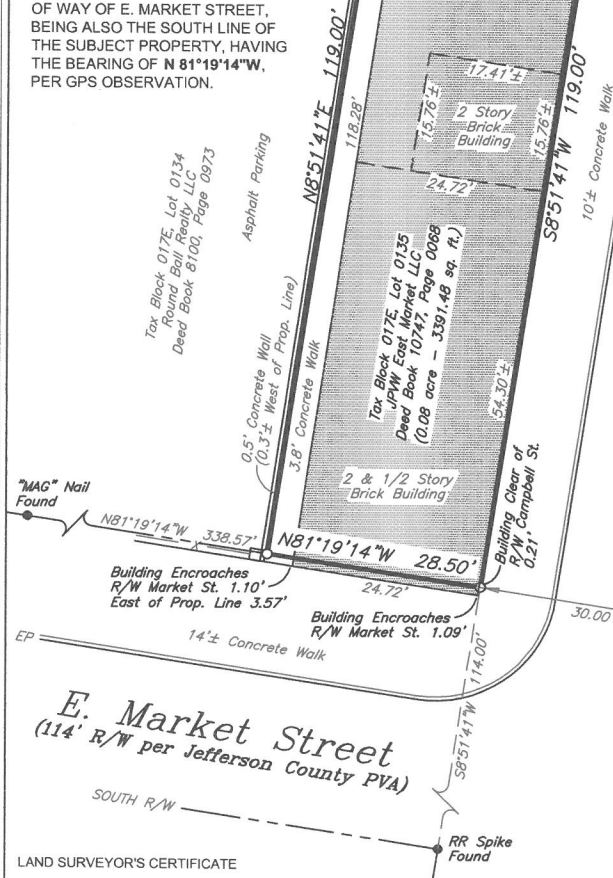 OF WAY OF E. MARKET STREET,
BEING ALSO THE SOUTH LINE OF
THE SUBJECT PROPERTY, HAVING
THE BEARING OF N 81°19'14"W,
PER GPS OBSERVATION.
N8°51'41"E 119.00'
118.28'
17.41'±
15.76'±
2 Story
Brick
Building
15.76'±
24.72'
S8°51'41"W 119.00'
10'± Concrete Walk
Asphalt Parking
Tax Block 017E, Lot 0134
Round Ball Realty LLC
Deed Book 8100, Page 0973
Tax Block 017E, Lot 0135
JPVW East Market LLC
Deed Book 10747, Page 0068
(0.08 acre - 3391.48 sq. ft.)
54.30'±
0.5' Concrete Wall
(0.3'± West of Prop. Line)
3.8' Concrete Walk
2 & 1/2 Story
Brick Building
Building Clear of
R/W Campbell St.
0.21'
"MAG" Nail
Found
N81°19'14"W 338.57'
N81°19'14"W 28.50'
24.72'
Building Encroaches
R/W Market St. 1.10'
East of Prop. Line 3.57'
Building Encroaches
R/W Market St. 1.09'
30.00
EP
14'± Concrete Walk
S8°51'41"W 114.00'
E. Market Street
(114' R/W per Jefferson County PVA)
SOUTH R/W
RR Spike
Found
LAND SURVEYOR'S CERTIFICATE